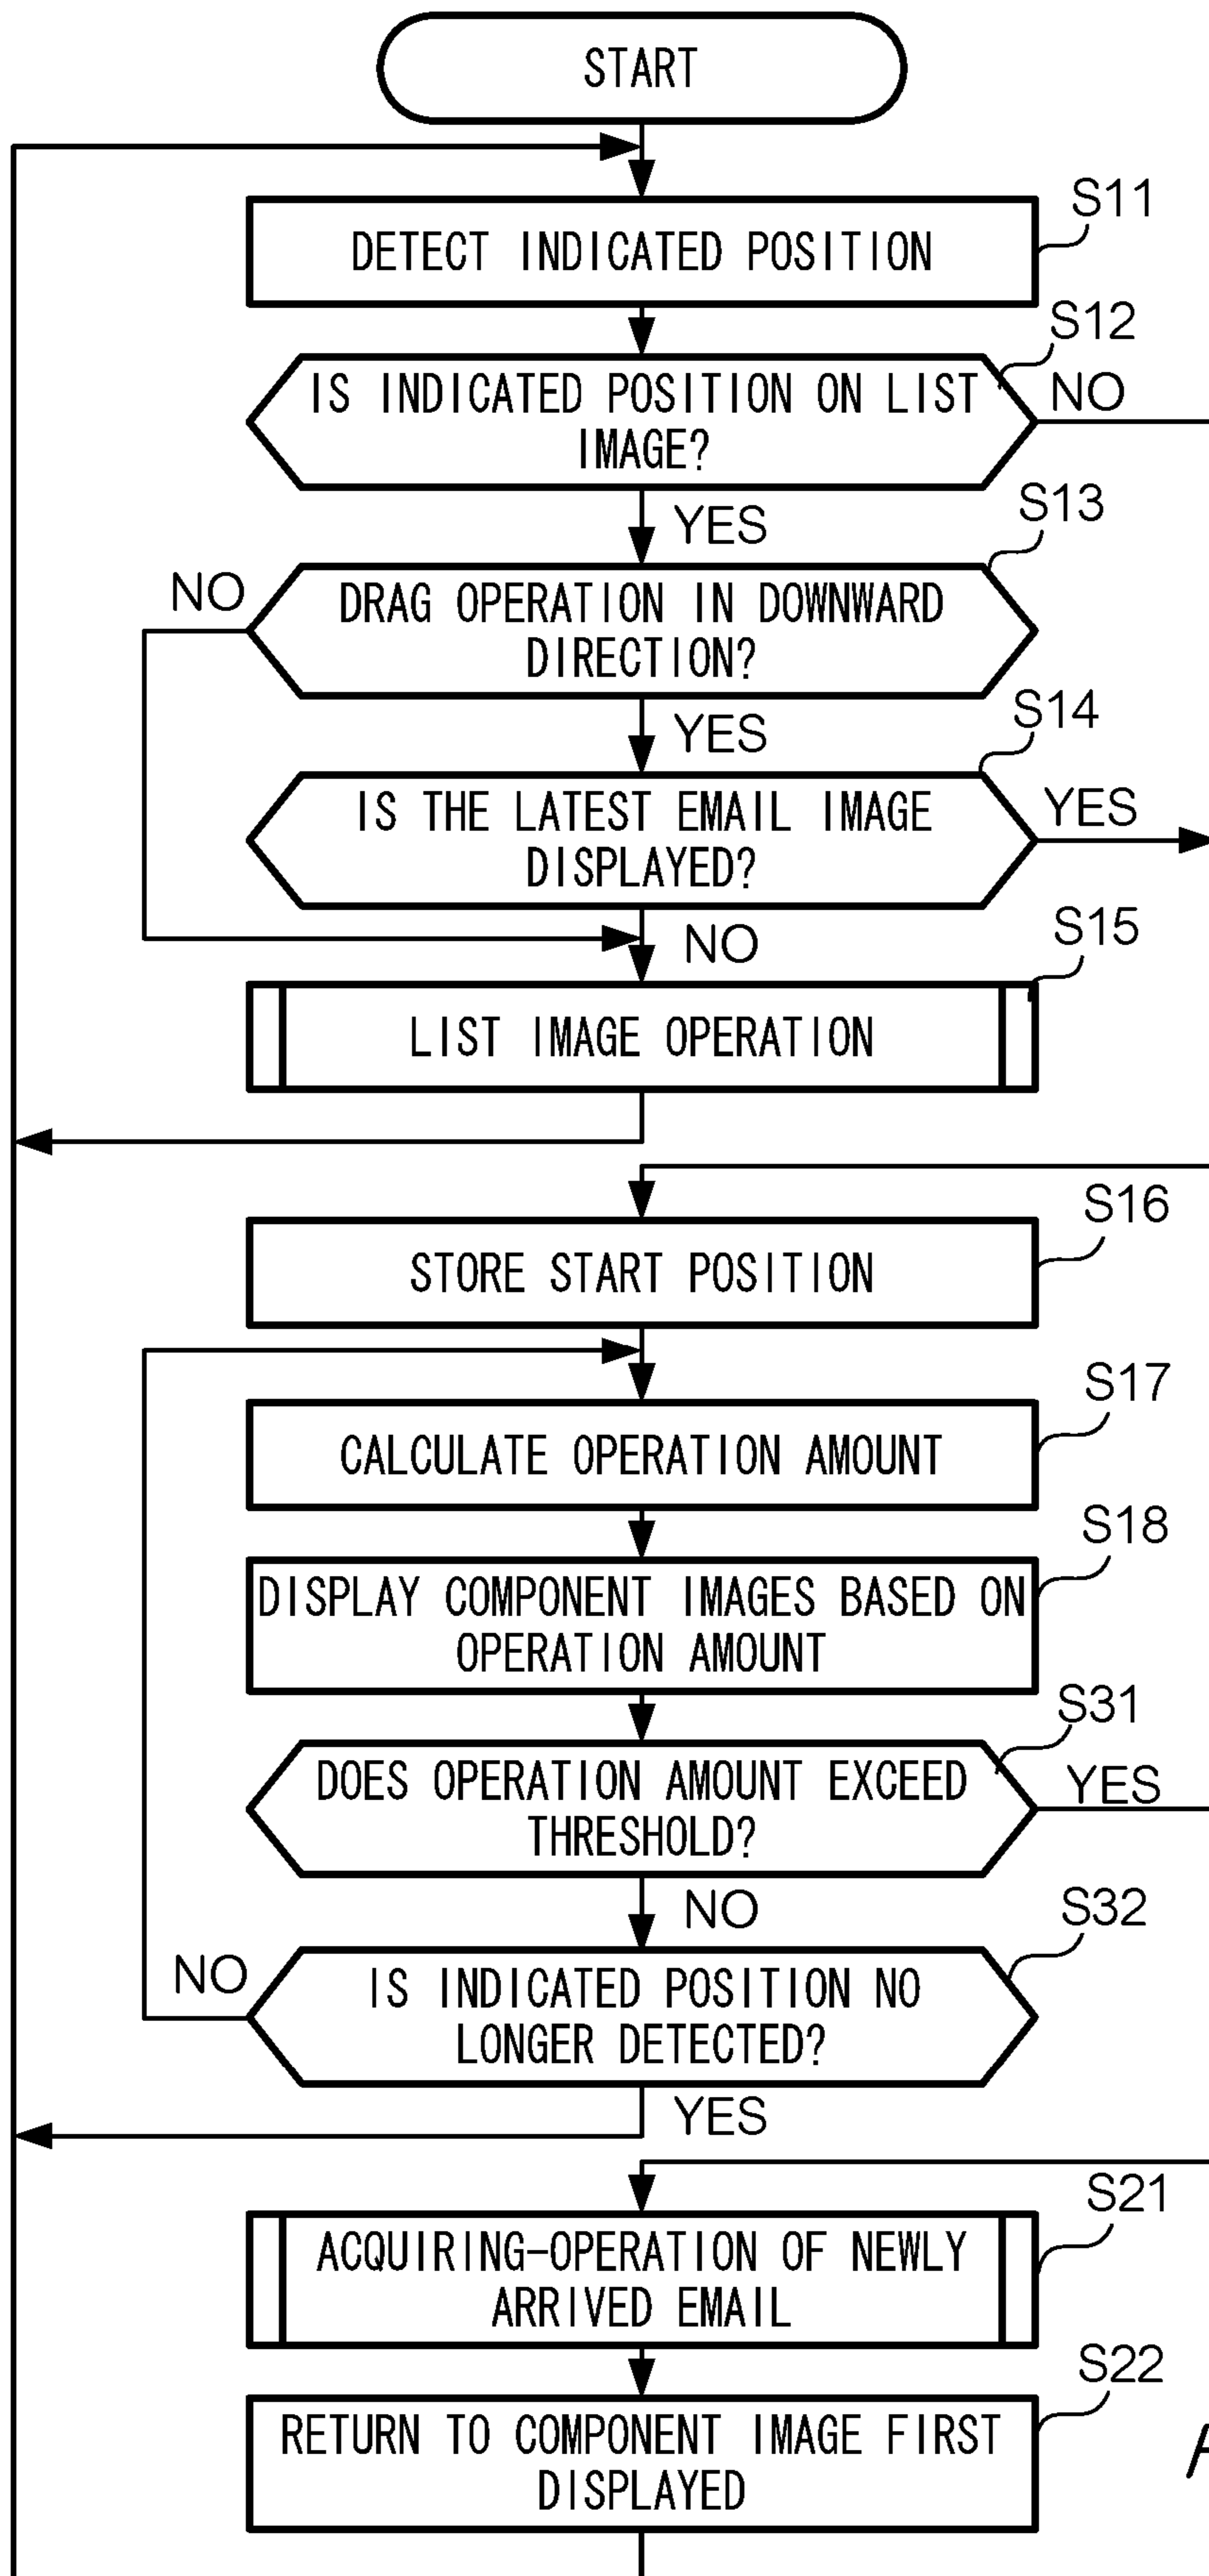 START
S11
DETECT INDICATED POSITION
S12
IS INDICATED POSITION ON LIST
IMAGE?
NO
YES
S13
NO
DRAG OPERATION IN DOWNWARD
DIRECTION?
YES
S14
IS THE LATEST EMAIL IMAGE
DISPLAYED?
YES
NO
S15
LIST IMAGE OPERATION
S16
STORE START POSITION
S17
CALCULATE OPERATION AMOUNT
S18
DISPLAY COMPONENT IMAGES BASED ON
OPERATION AMOUNT
S31
DOES OPERATION AMOUNT EXCEED
THRESHOLD?
YES
NO
S32
NO
IS INDICATED POSITION NO
LONGER DETECTED?
YES
S21
ACQUIRING-OPERATION OF NEWLY
ARRIVED EMAIL
S22
RETURN TO COMPONENT IMAGE FIRST
DISPLAYED